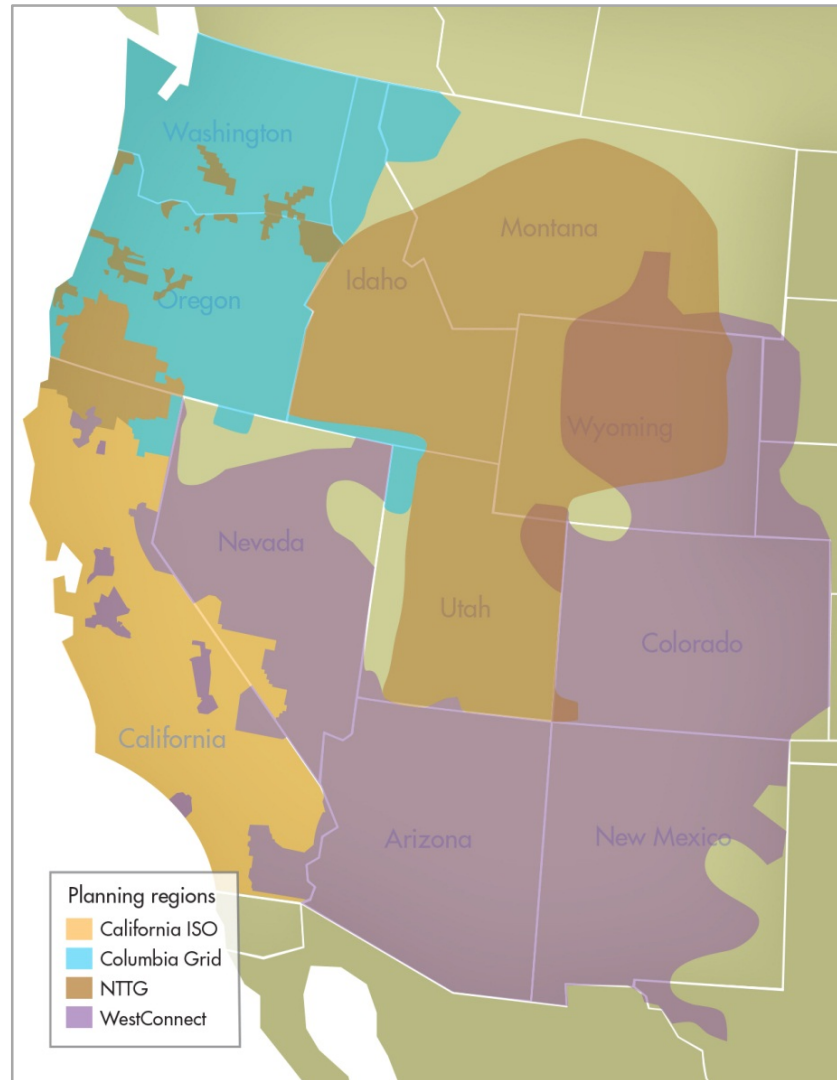 Washington
Montana
Idaho
Oregon
Wyoming
Nevada
Utah
Colorado
California
Arizona
New Mexico
Planning regions
California ISO
Columbia Grid
NTTG
WestConnect